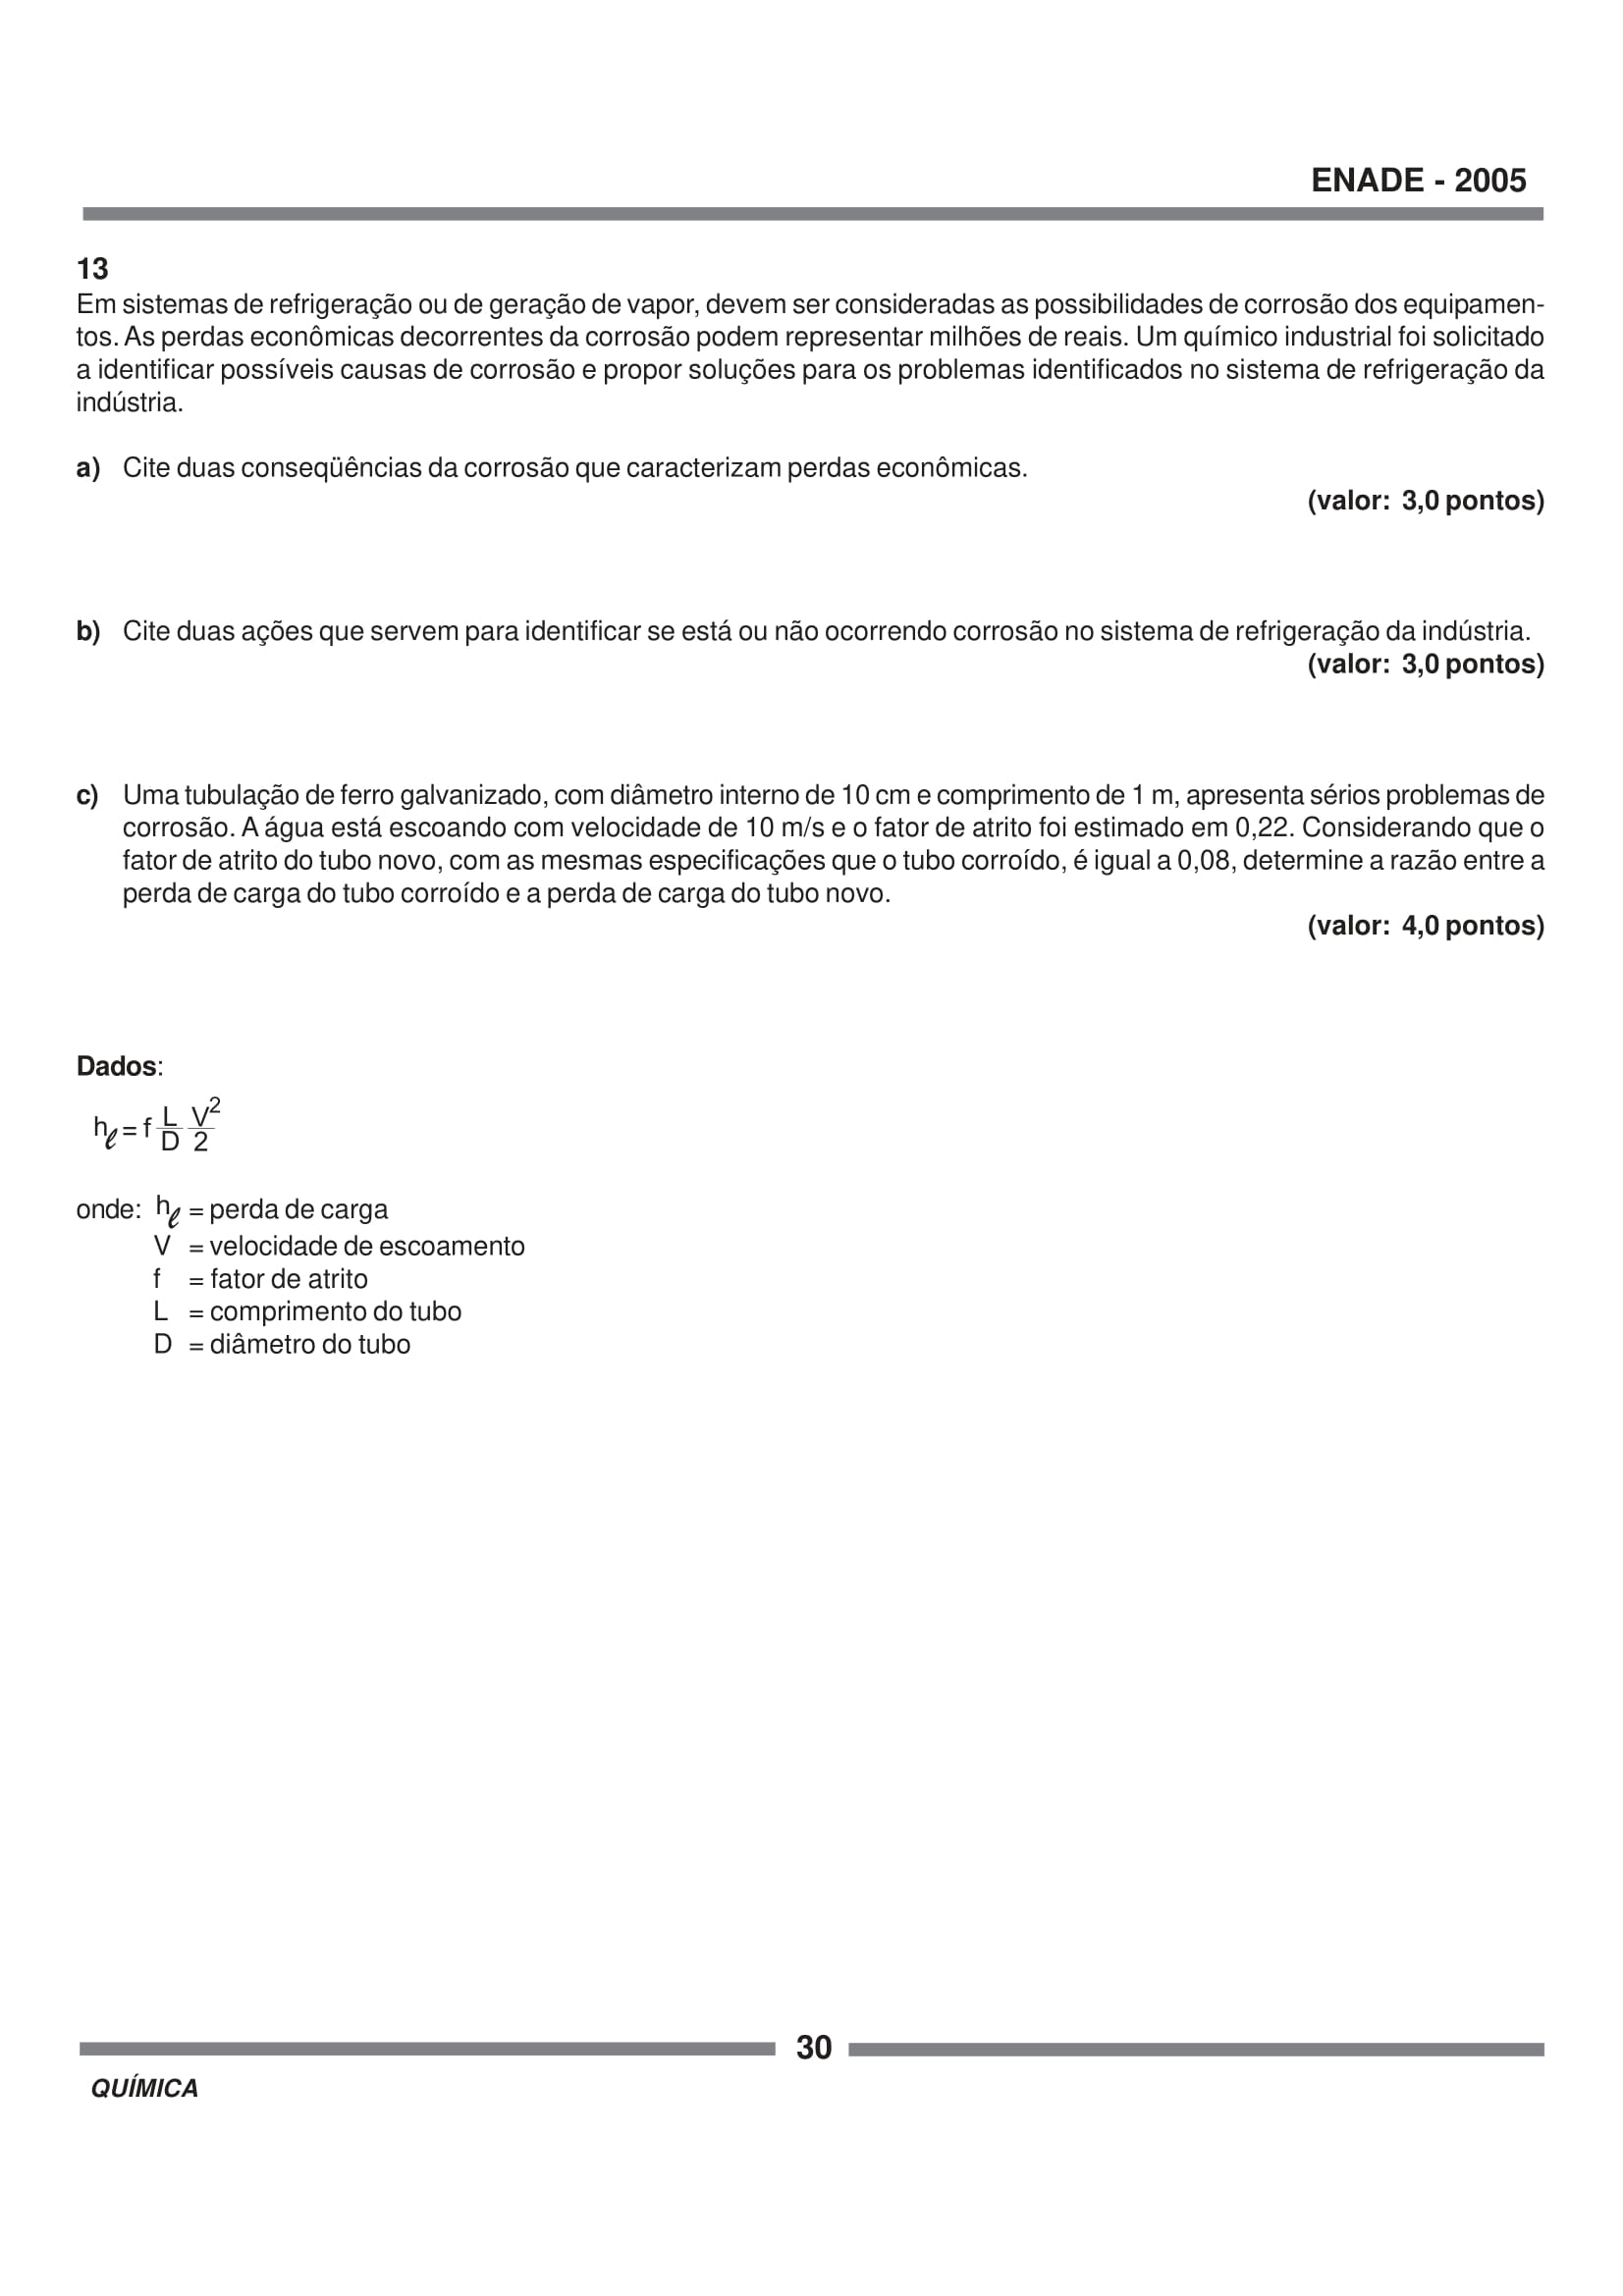 ENADE - 2005
13
Em sistemas de refrigeração ou de geração de vapor, devem ser consideradas as possibilidades de corrosão dos equipamen-
tos. As perdas econômicas decorrentes da corrosão podem representar milhões de reais. Um químico industrial foi solicitado
a identificar possíveis causas de corrosão e propor soluções para os problemas identificados no sistema de refrigeração da
indústria.
a) Cite duas conseqüências da corrosão que caracterizam perdas econômicas.
(valor: 3,0 pontos)
b) Cite duas ações que servem para identificar se está ou não ocorrendo corrosão no sistema de refrigeração da indústria.
(valor: 3,0 pontos)
c) Uma tubulação de ferro galvanizado, com diâmetro interno de 10 cm e comprimento de 1 m, apresenta sérios problemas de
corrosão. A água está escoando com velocidade de 10 m/s e o fator de atrito foi estimado em 0,22. Considerando que o
fator de atrito do tubo novo, com as mesmas especificações que o tubo corroído, é igual a 0,08, determine a razão entre a
perda de carga do tubo corroído e a perda de carga do tubo novo.
(valor: 4,0 pontos)
Dados:
hℓ = f L/D V²/2
onde: hℓ = perda de carga
V = velocidade de escoamento
f = fator de atrito
L = comprimento do tubo
D = diâmetro do tubo
30
QUÍMICA